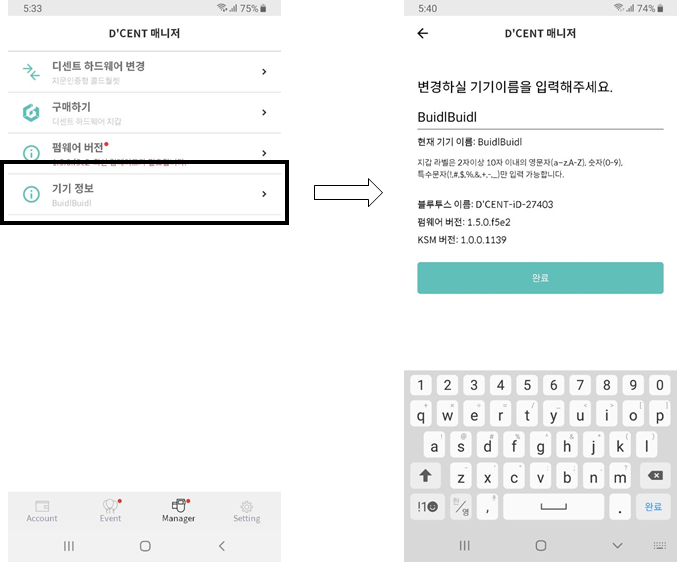 5:33
75%
D'CENT 매니저
디센트 하드웨어 변경
지문인증형 콜드월렛
구매하기
디센트 하드웨어 지갑
펌웨어 버전
기기 정보
BuidlBuidl
Account
Event
Manager
Setting
5:40
74%
D'CENT 매니저
변경하실 기기이름을 입력해주세요.
BuidlBuidl
현재 기기 이름: BuidlBuidl
지갑 라벨은 2자이상 10자 이내의 영문자(a~z,A-Z), 숫자(0-9),
특수문자(!,#,$,%,&,+,-,_)만 입력 가능합니다.
블루투스 이름: D'CENT-iD-27403
펌웨어 버전: 1.5.0.f5e2
KSM 버전: 1.0.0.1139
완료
1 2 3 4 5 6 7 8 9 0
q w e r t y u i o p
a s d f g h j k l
z x c v b n m
!1 한/영 , . 완료